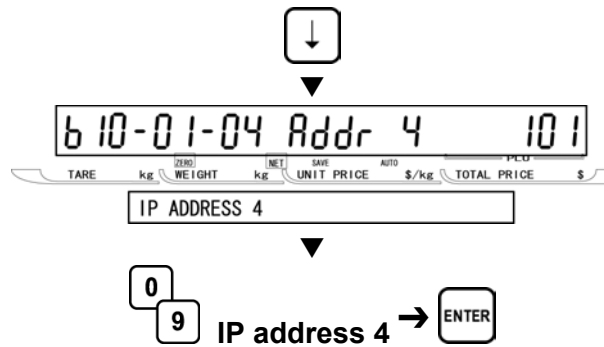 ↓
▼
b10-01-04 Addr 4 101
ZERO NET SAVE AUTO PLU
TARE kg WEIGHT kg UNIT PRICE $/kg TOTAL PRICE $
IP ADDRESS 4
▼
0
9 IP address 4 → ENTER